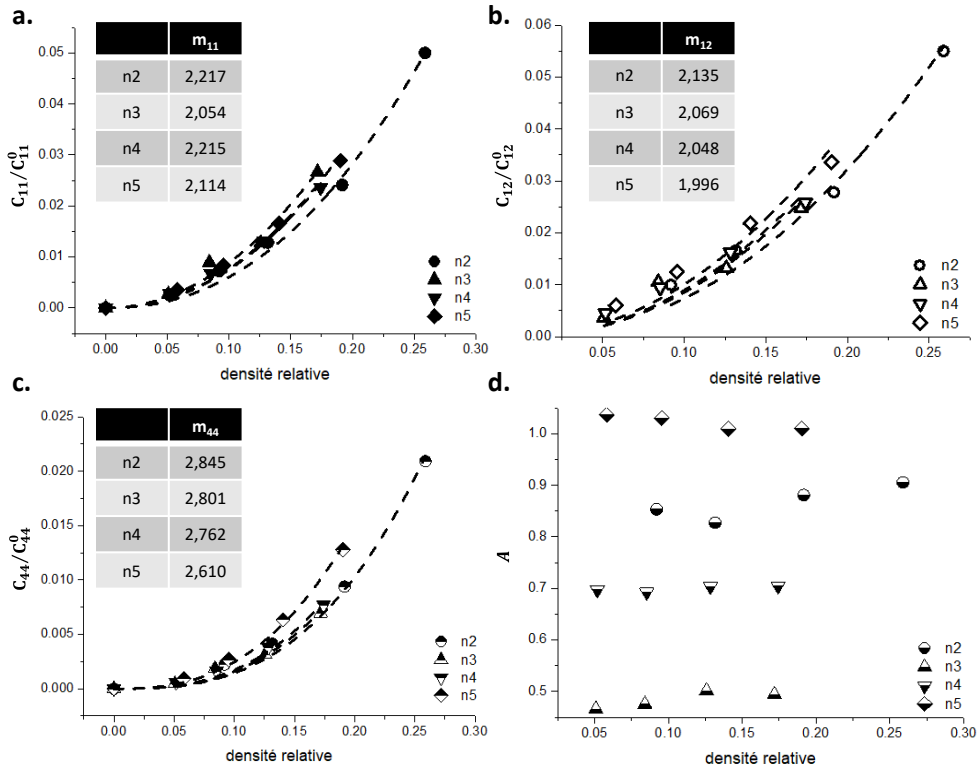 a.
m11
n2 2,217
n3 2,054
n4 2,215
n5 2,114
C11/C11^0
0.05
0.04
0.03
0.02
0.01
0.00
0.00 0.05 0.10 0.15 0.20 0.25 0.30
densité relative
n2
n3
n4
n5
b.
m12
n2 2,135
n3 2,069
n4 2,048
n5 1,996
C12/C12^0
0.06
0.05
0.04
0.03
0.02
0.01
0.00
0.05 0.10 0.15 0.20 0.25
densité relative
n2
n3
n4
n5
c.
m44
n2 2,845
n3 2,801
n4 2,762
n5 2,610
C44/C44^0
0.025
0.020
0.015
0.010
0.005
0.000
0.00 0.05 0.10 0.15 0.20 0.25 0.30
densité relative
n2
n3
n4
n5
d.
A
1.0
0.9
0.8
0.7
0.6
0.5
0.05 0.10 0.15 0.20 0.25 0.30
densité relative
n2
n3
n4
n5